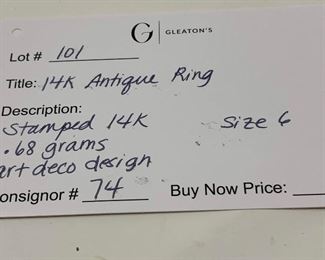 G | GLEATON'S
Lot # 101
Title: 14K Antique Ring
Description:
Stamped 14K Size 6
.68 grams
art deco design
onsignor # 74 Buy Now Price: